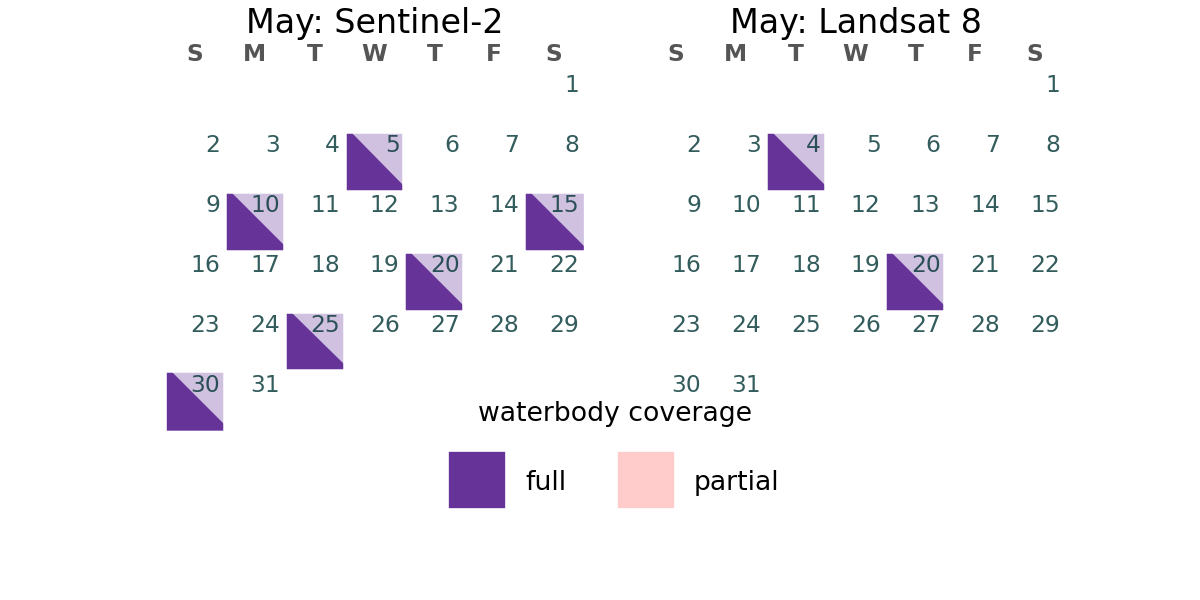 May: Sentinel-2
S M T W T F S
1
2 3 4 5 6 7 8
9 10 11 12 13 14 15
16 17 18 19 20 21 22
23 24 25 26 27 28 29
30 31
May: Landsat 8
S M T W T F S
1
2 3 4 5 6 7 8
9 10 11 12 13 14 15
16 17 18 19 20 21 22
23 24 25 26 27 28 29
30 31
waterbody coverage
full
partial